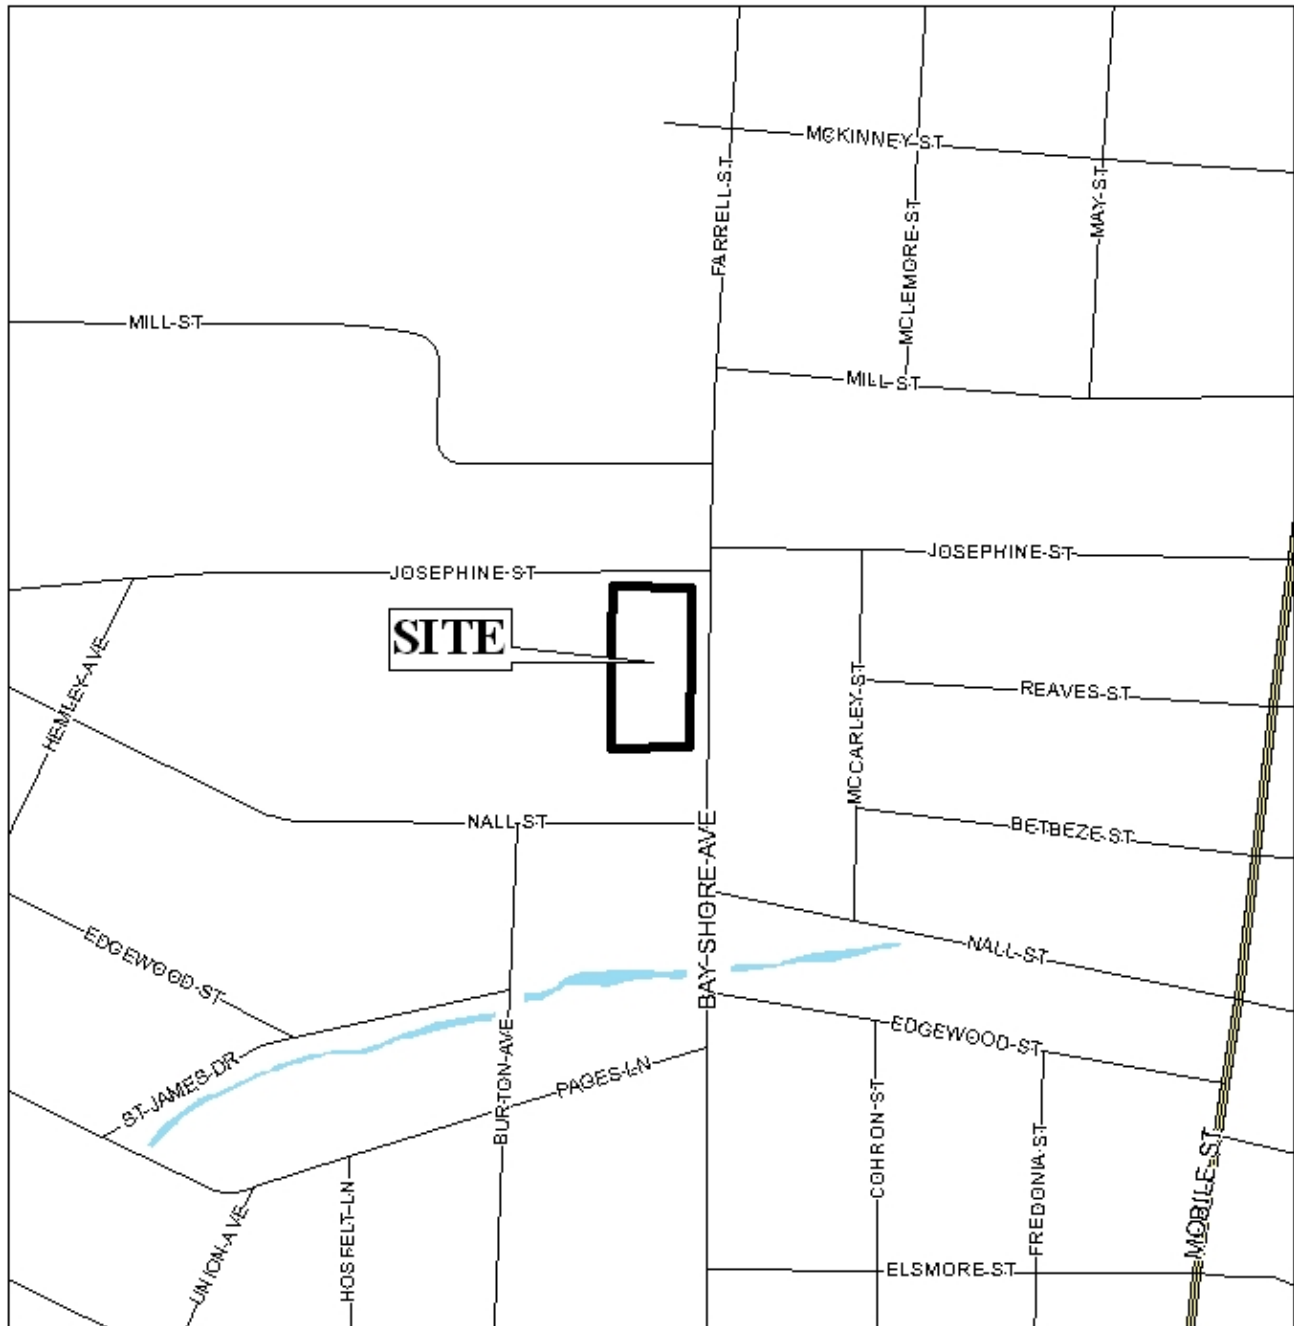 MCKINNEY ST
FARRELL ST
MCLEMORE ST
MAY ST
MILL ST
MILL ST
JOSEPHINE ST
JOSEPHINE ST
SITE
HEMLEY AVE
MCCARLEY ST
REAVES ST
NALL ST
BAY SHORE AVE
BETBEZE ST
EDGEWOOD ST
NALL ST
ST JAMES DR
BURTON AVE
PAGES LN
EDGEWOOD ST
COHRON ST
FREDONIA ST
MOBILE ST
UNION AVE
HOSFELT LN
ELSMORE ST